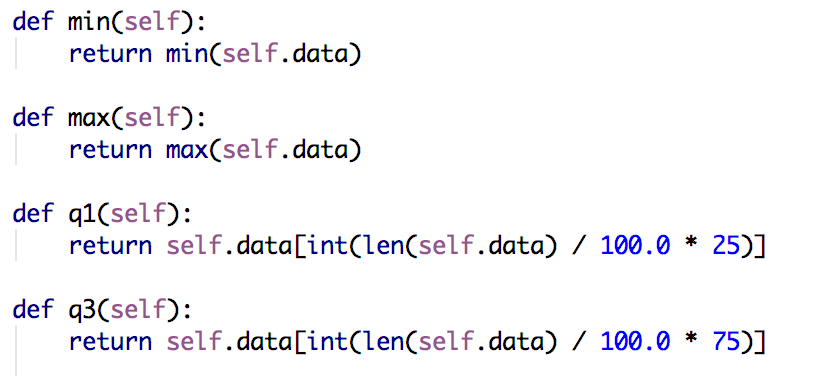 def min(self):
    return min(self.data)
def max(self):
    return max(self.data)
def q1(self):
    return self.data[int(len(self.data) / 100.0 * 25)]
def q3(self):
    return self.data[int(len(self.data) / 100.0 * 75)]